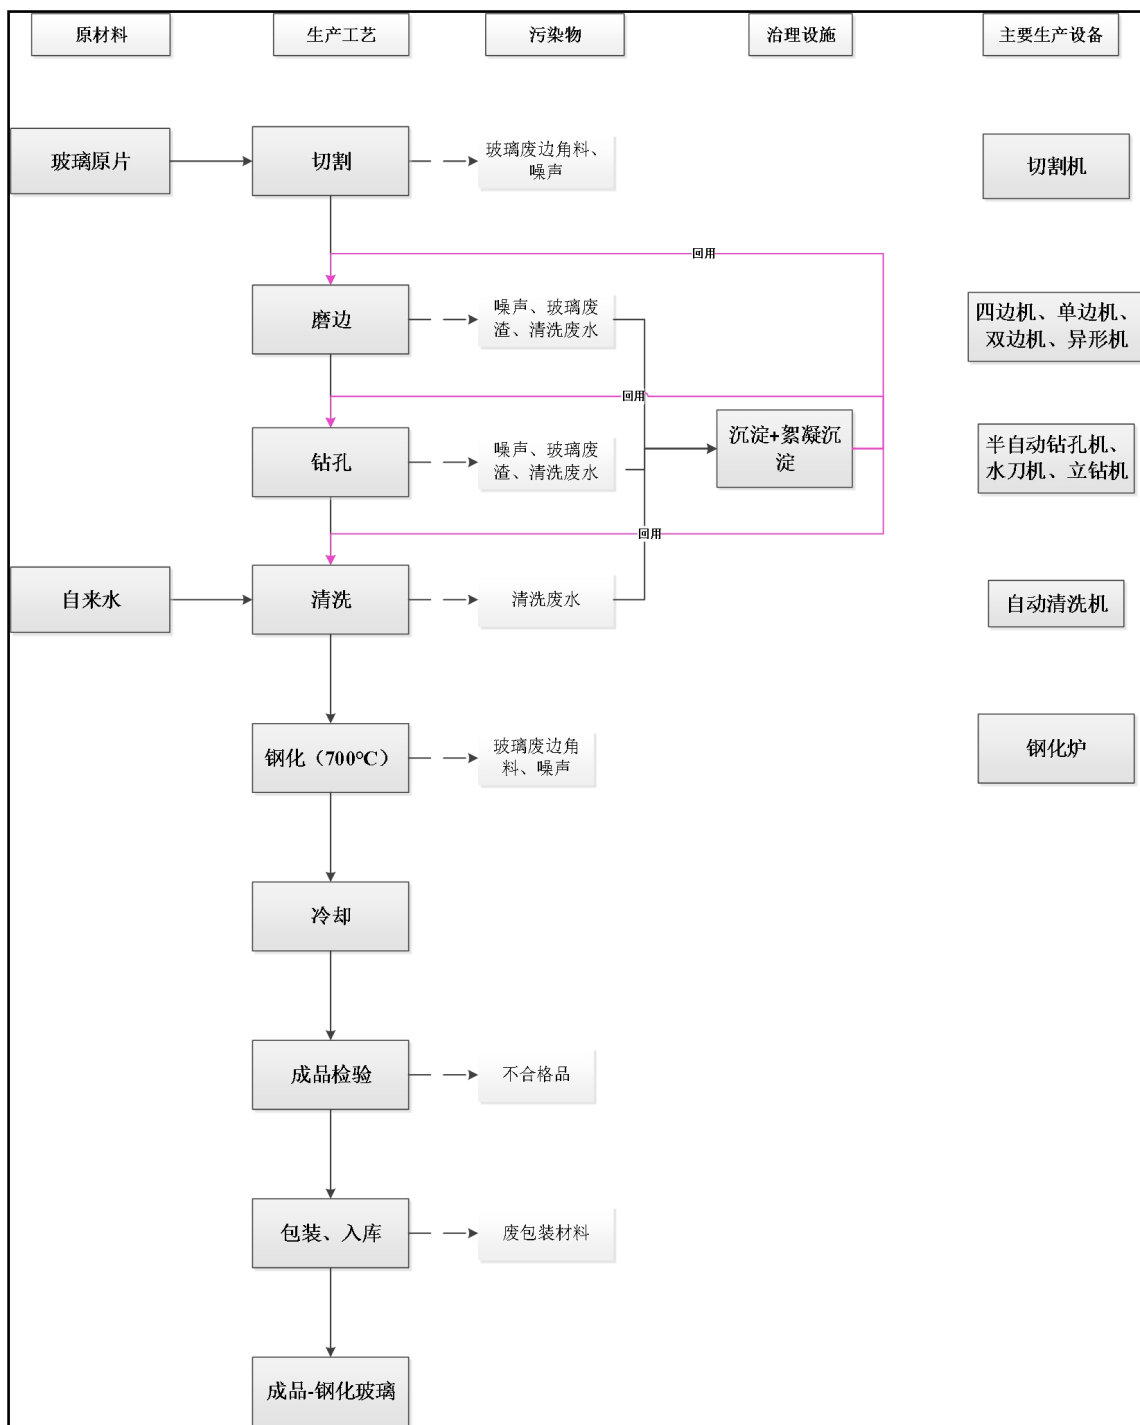 原材料
生产工艺
污染物
治理设施
主要生产设备
玻璃原片
切割
玻璃废边角料、
噪声
切割机
回用
磨边
噪声、玻璃废
渣、清洗废水
四边机、单边机、
双边机、异形机
回用
钻孔
噪声、玻璃废
渣、清洗废水
沉淀+絮凝沉
淀
半自动钻孔机、
水刀机、立钻机
回用
自来水
清洗
清洗废水
自动清洗机
钢化（700°C）
玻璃废边角
料、噪声
钢化炉
冷却
成品检验
不合格品
包装、入库
废包装材料
成品-钢化玻璃